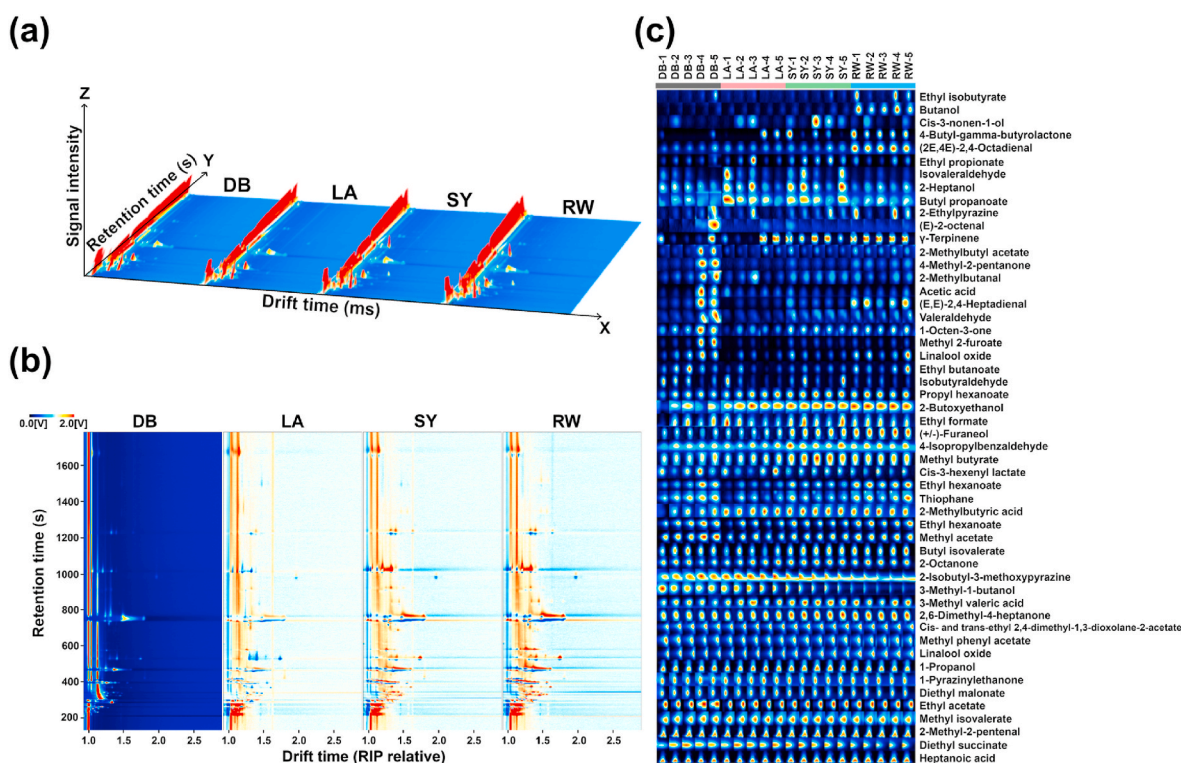 (a)
Z
Signal intensity
Retention time (s)
Y
DB
LA
SY
RW
Drift time (ms)
X
(b)
0.0[V]
2.0[V]
DB
LA
SY
RW
Retention time (s)
1600
1400
1200
1000
800
600
400
200
1.0 1.5 2.0 2.5 1.0 1.5 2.0 2.5 1.0 1.5 2.0 2.5 1.0 1.5 2.0 2.5
Drift time (RIP relative)
(c)
DB-1
DB-2
DB-3
DB-4
DB-5
LA-1
LA-2
LA-3
LA-4
LA-5
SY-1
SY-2
SY-3
SY-4
SY-5
RW-1
RW-2
RW-3
RW-4
RW-5
Ethyl isobutyrate
Butanol
Cis-3-nonen-1-ol
4-Butyl-gamma-butyrolactone
(2E,4E)-2,4-Octadienal
Ethyl propionate
Isovaleraldehyde
2-Heptanol
Butyl propanoate
2-Ethylpyrazine
(E)-2-octenal
γ-Terpinene
2-Methylbutyl acetate
4-Methyl-2-pentanone
2-Methylbutanal
Acetic acid
(E,E)-2,4-Heptadienal
Valeraldehyde
1-Octen-3-one
Methyl 2-furoate
Linalool oxide
Ethyl butanoate
Isobutyraldehyde
Propyl hexanoate
2-Butoxyethanol
Ethyl formate
(+/-)-Furaneol
4-Isopropylbenzaldehyde
Methyl butyrate
Cis-3-hexenyl lactate
Ethyl hexanoate
Thiophane
2-Methylbutyric acid
Ethyl hexanoate
Methyl acetate
Butyl isovalerate
2-Octanone
2-Isobutyl-3-methoxypyrazine
3-Methyl-1-butanol
3-Methyl valeric acid
2,6-Dimethyl-4-heptanone
Cis- and trans-ethyl 2,4-dimethyl-1,3-dioxolane-2-acetate
Methyl phenyl acetate
Linalool oxide
1-Propanol
1-Pyrazinylethanone
Diethyl malonate
Ethyl acetate
Methyl isovalerate
2-Methyl-2-pentenal
Diethyl succinate
Heptanoic acid